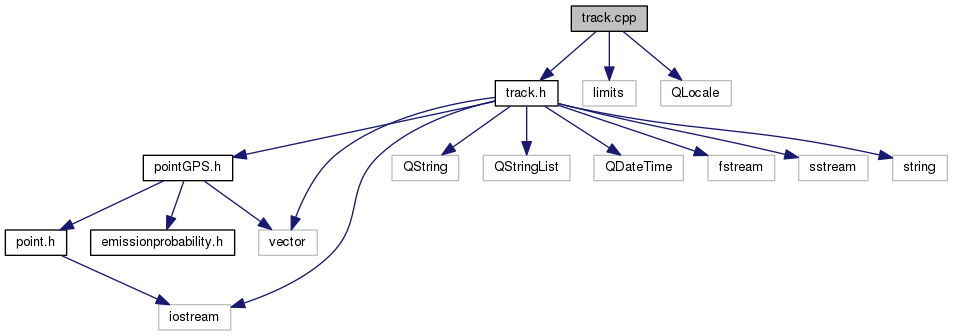 track.cpp
track.h
limits
QLocale
pointGPS.h
QString
QStringList
QDateTime
fstream
sstream
string
point.h
emissionprobability.h
vector
iostream